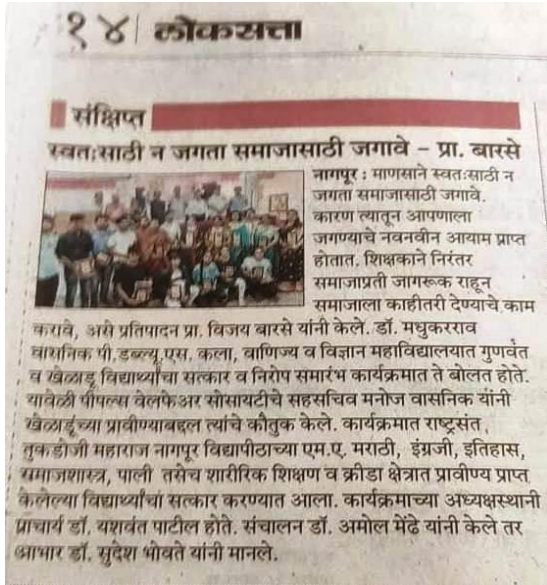 १४ लोकसत्ता
संक्षिप्त
स्वत:साठी न जगता समाजासाठी जगावे - प्रा. बारसे
नागपूर : माणसाने स्वत:साठी न
जगता समाजासाठी जगावे.
कारण त्यातून आपणाला
जगण्याचे नवनवीन आयाम प्राप्त
होतात. शिक्षकाने निरंतर
समाजाप्रती जागरूक राहून
समाजाला काहीतरी देण्याचे काम
करावे, असे प्रतिपादन प्रा. विजय बारसे यांनी केले. डॉ. मधुकरराव
वासनिक पी.डब्ल्यू.एस. कला, वाणिज्य व विज्ञान महाविद्यालयात गुणवंत
व खेळाडू विद्यार्थ्यांचा सत्कार व निरोप समारंभ कार्यक्रमात ते बोलत होते.
यावेळी पीपल्स वेलफेअर सोसायटीचे सहसचिव मनोज वासनिक यांनी
खेळाडूंच्या प्रावीण्याबद्दल त्यांचे कौतुक केले. कार्यक्रमात राष्ट्रसंत
तुकडोजी महाराज नागपूर विद्यापीठाच्या एम.ए. मराठी, इंग्रजी, इतिहास,
समाजशास्त्र, पाली तसेच शारीरिक शिक्षण व क्रीडा क्षेत्रात प्रावीण्य प्राप्त
केलेल्या विद्यार्थ्यांचा सत्कार करण्यात आला. कार्यक्रमाच्या अध्यक्षस्थानी
प्राचार्य डॉ. यशवंत पाटील होते. संचालन डॉ. अमोल मेंढे यांनी केले तर
आभार डॉ. सुदेश भोवते यांनी मानले.